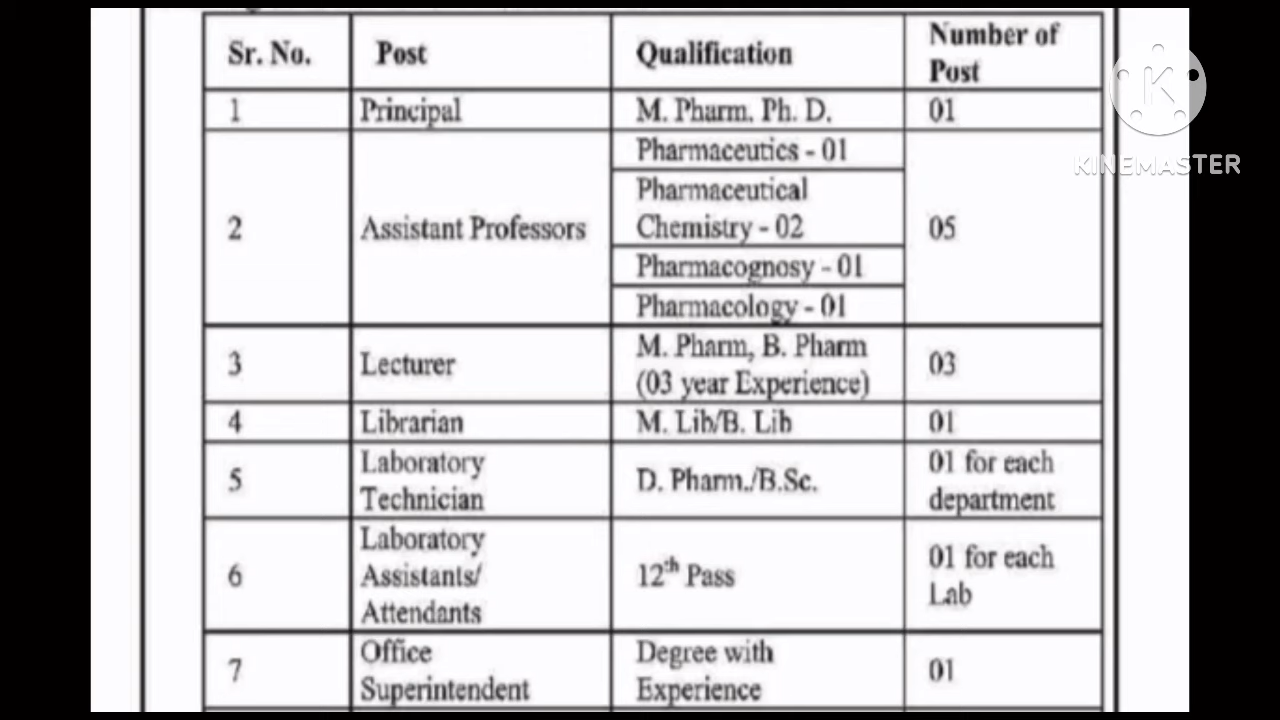 Sr. No. Post Qualification Number of
Post
1 Principal M. Pharm. Ph. D. 01
2 Assistant Professors Pharmaceutics - 01 05
Pharmaceutical
Chemistry - 02
Pharmacognosy - 01
Pharmacology - 01
3 Lecturer M. Pharm, B. Pharm
(03 year Experience) 03
4 Librarian M. Lib/B. Lib 01
5 Laboratory
Technician D. Pharm./B.Sc. 01 for each
department
6 Laboratory
Assistants/
Attendants 12th Pass 01 for each
Lab
7 Office
Superintendent Degree with
Experience 01
K
KINEMASTER